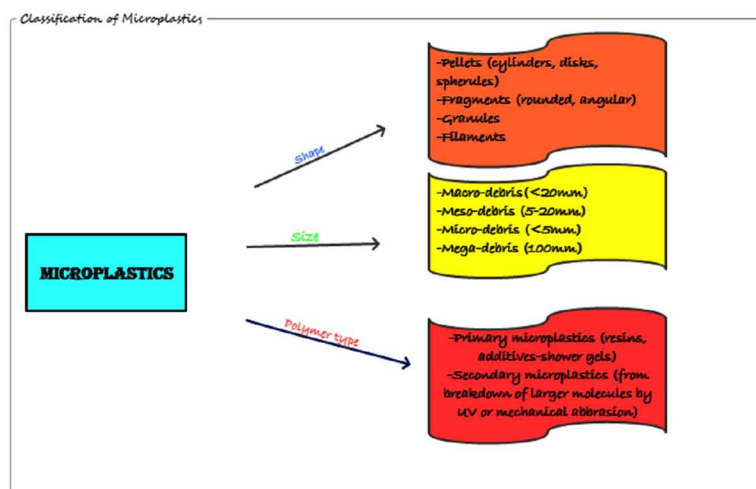 Classification of Microplastics
-Pellets (cylinders, disks,
spherules)
-Fragments (rounded, angular)
-Granules
-Filaments
Shape
-Macro-debris(<20mm)
-Meso-debris (5-20mm)
-Micro-debris (<5mm)
-Mega-debris (100mm)
Size
MICROPLASTICS
Polymer type
-Primary microplastics (resins,
additives-shower gels)
-Secondary microplastics (from
breakdown of larger molecules by
UV or mechanical abbrasion)